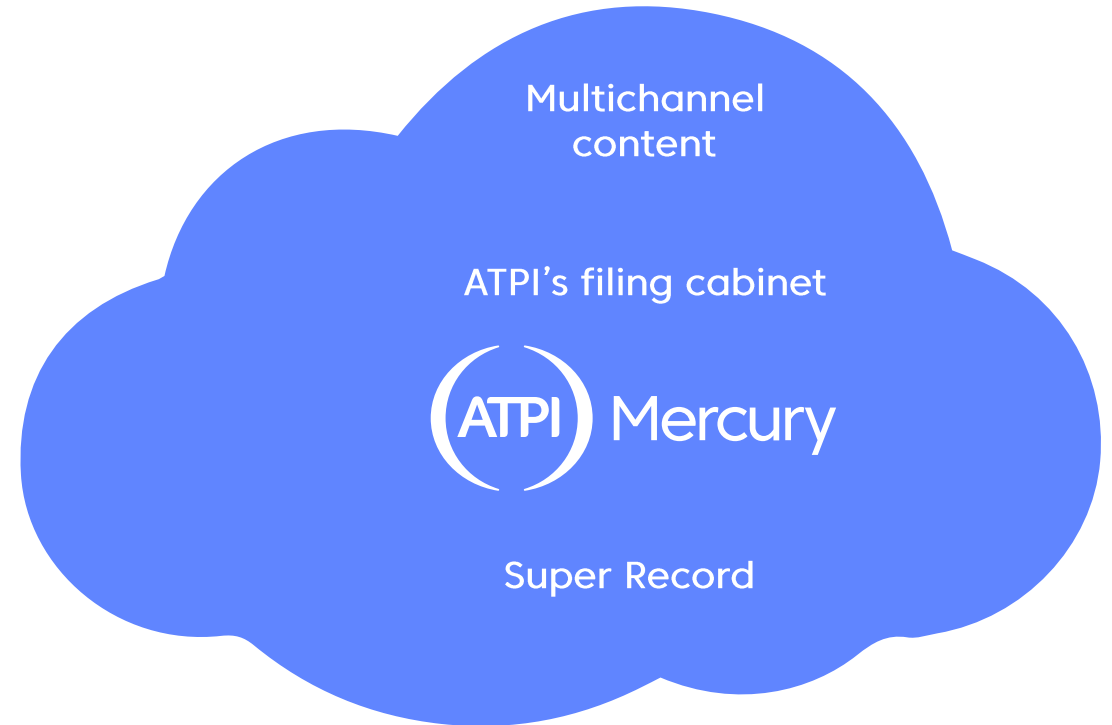 Multichannel
content
ATPI’s filing cabinet
ATPI Mercury
Super Record